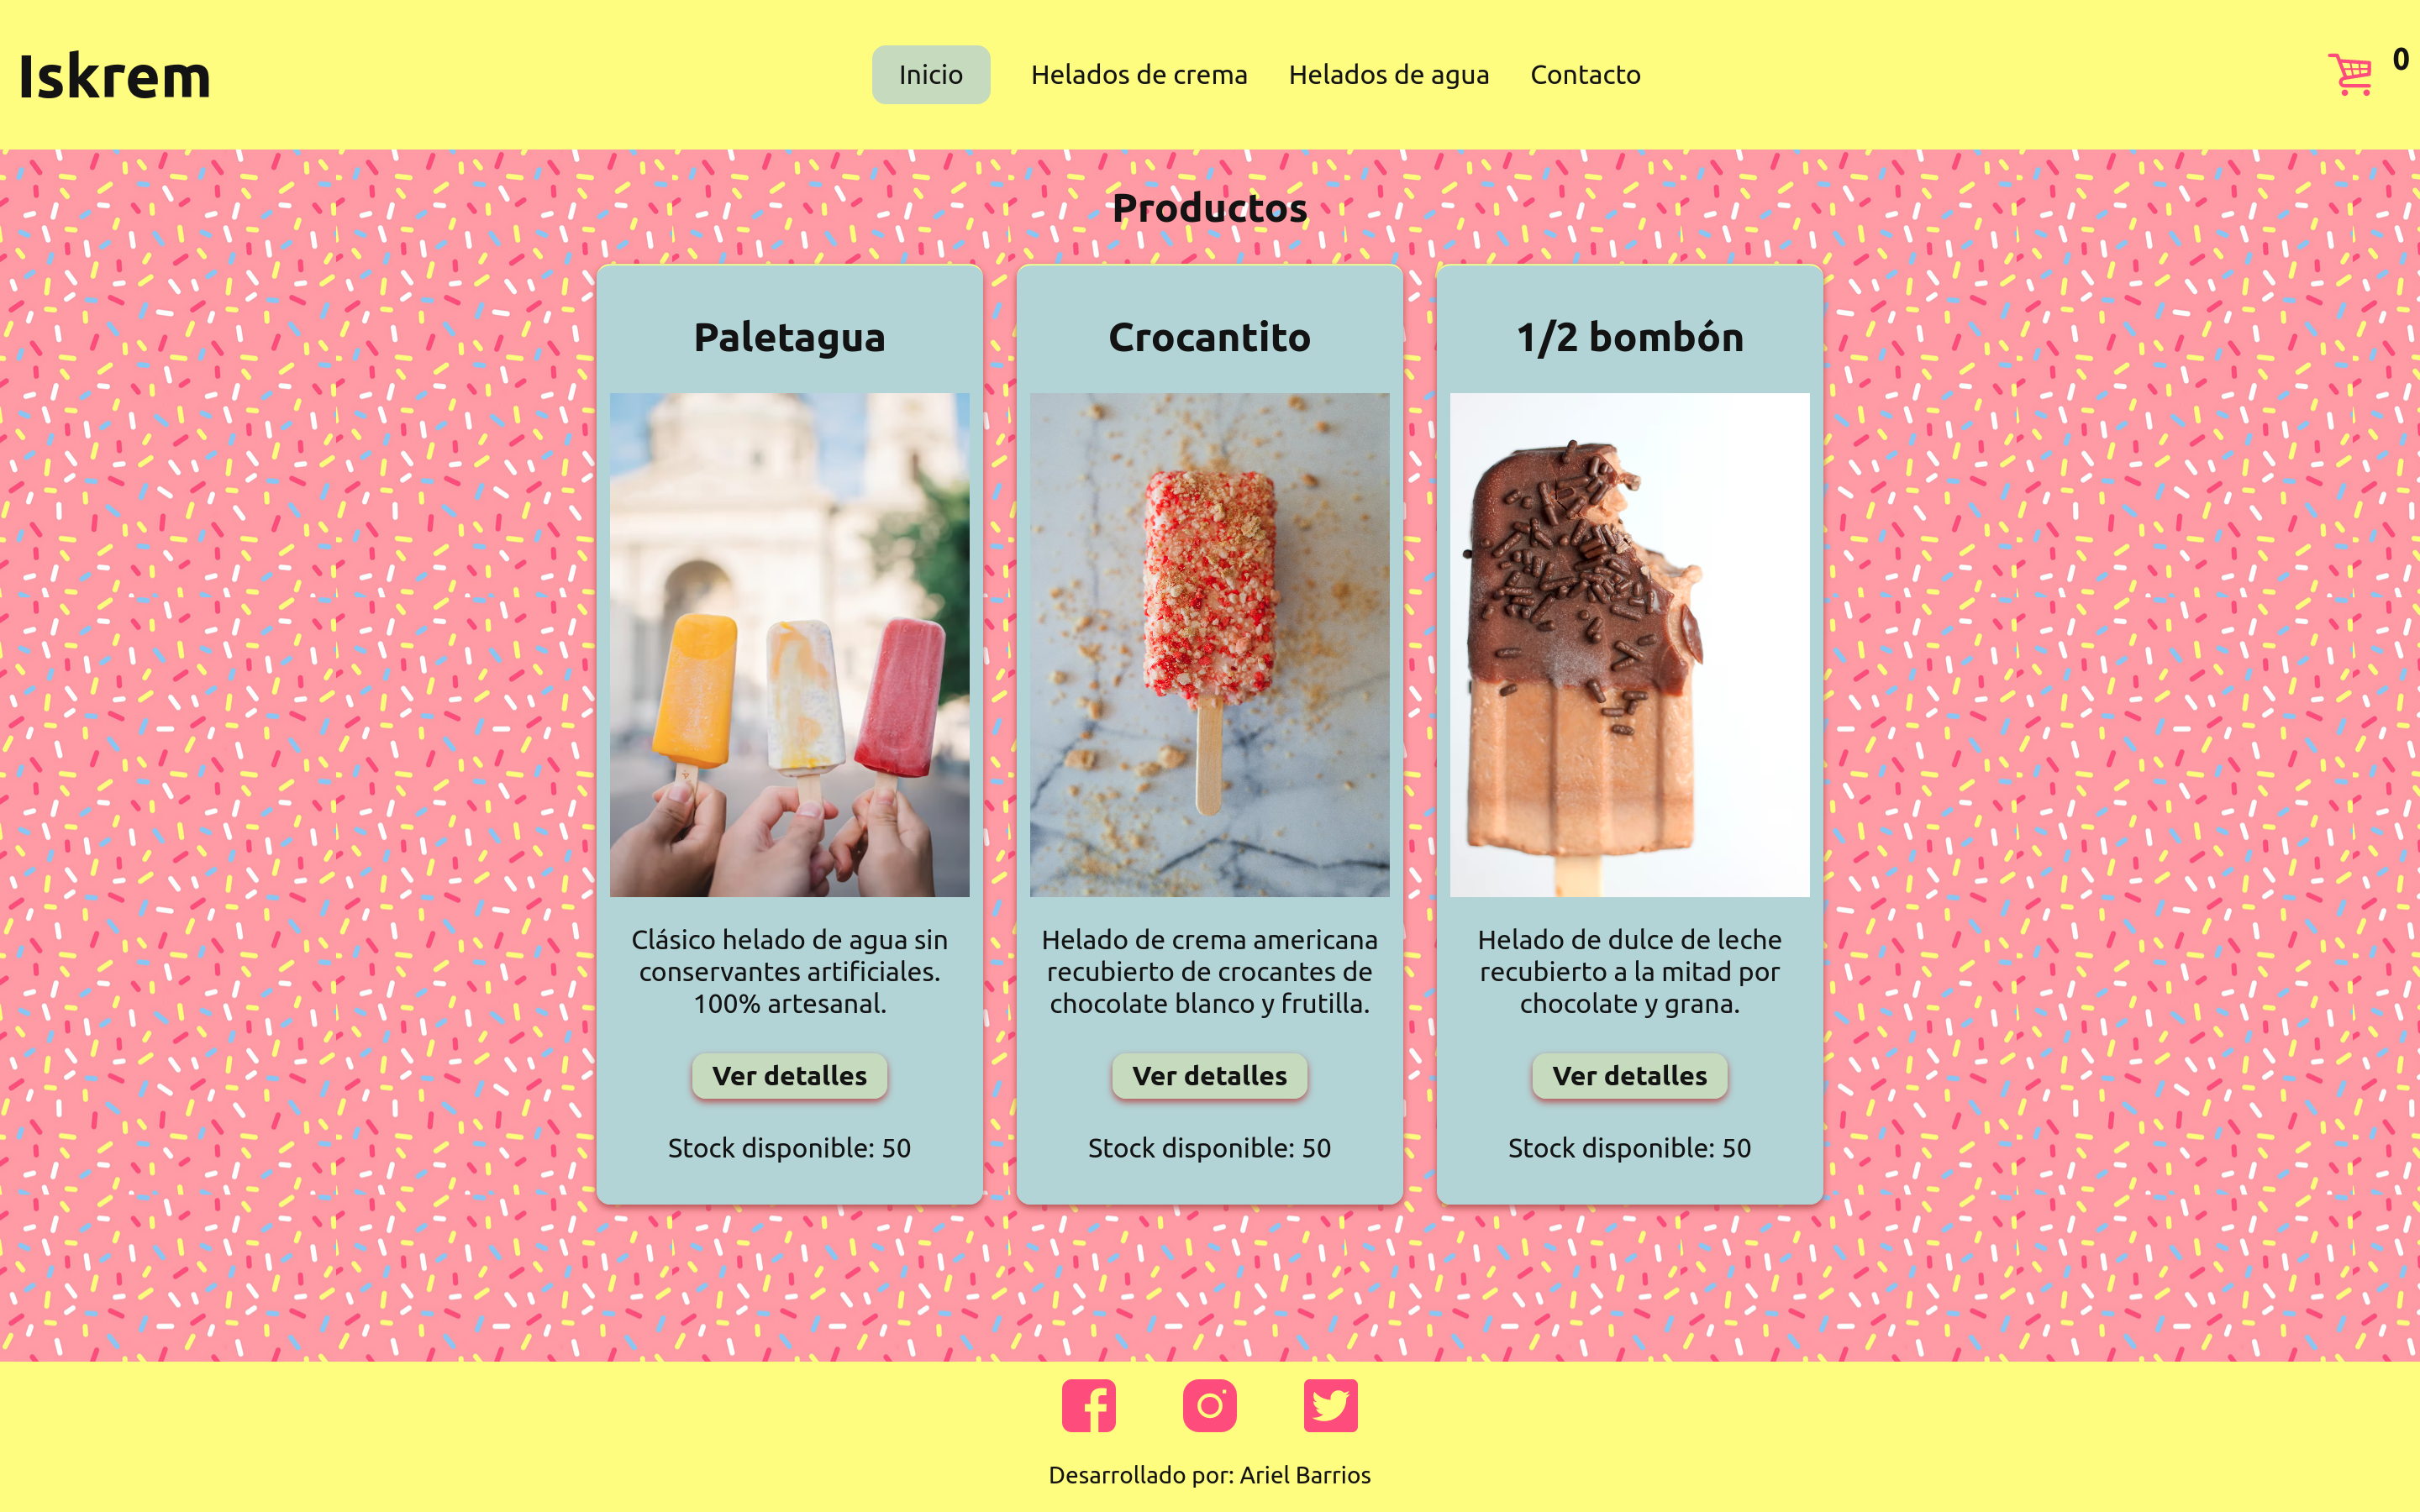 Iskrem
Inicio
Helados de crema
Helados de agua
Contacto
0
Productos
Paletagua
Clásico helado de agua sin
conservantes artificiales.
100% artesanal.
Ver detalles
Stock disponible: 50
Crocantito
Helado de crema americana
recubierto de crocantes de
chocolate blanco y frutilla.
Ver detalles
Stock disponible: 50
1/2 bombón
Helado de dulce de leche
recubierto a la mitad por
chocolate y grana.
Ver detalles
Stock disponible: 50
Desarrollado por: Ariel Barrios